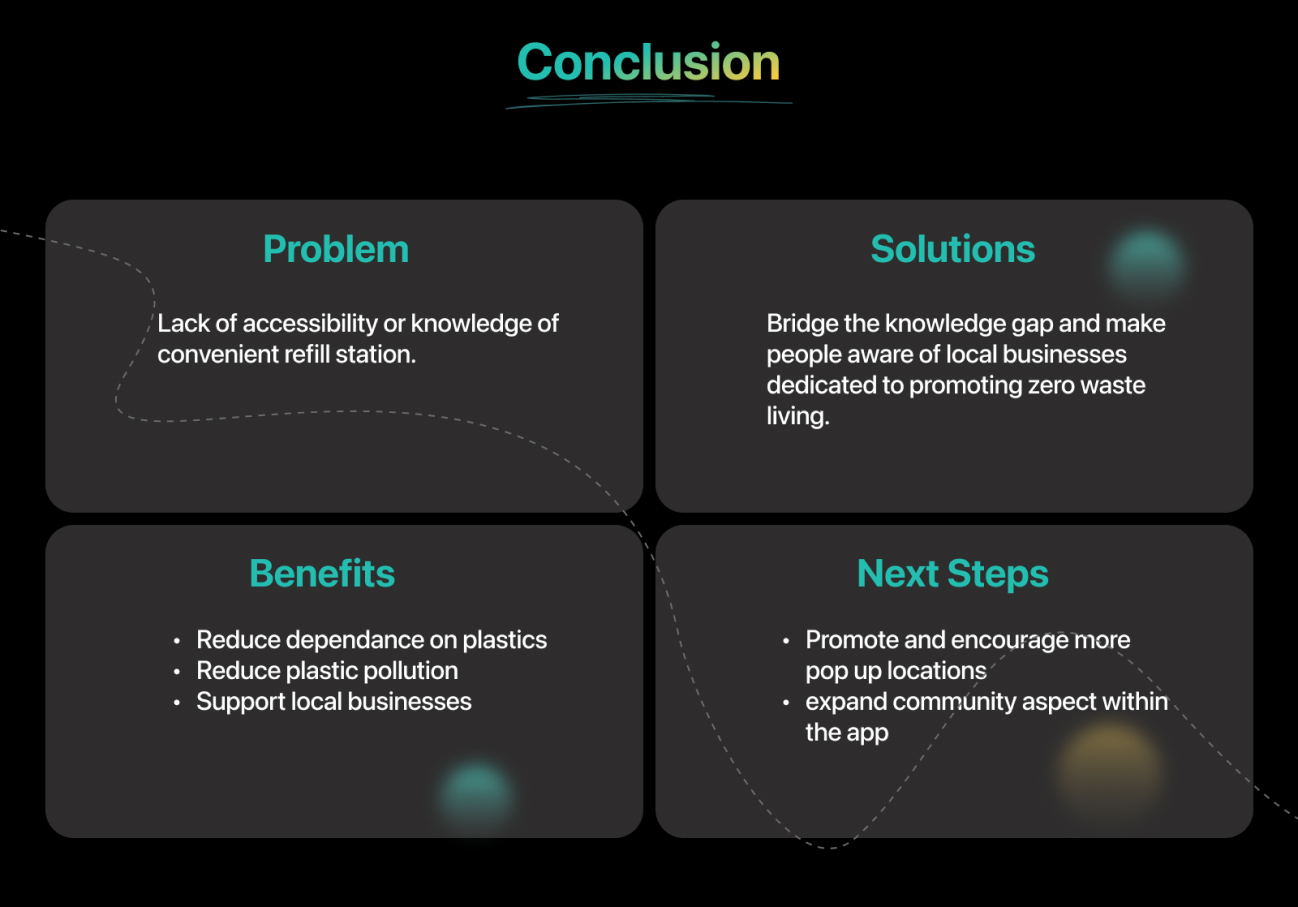 Conclusion
Problem
Lack of accessibility or knowledge of
convenient refill station.
Solutions
Bridge the knowledge gap and make
people aware of local businesses
dedicated to promoting zero waste
living.
Benefits
• Reduce dependance on plastics
• Reduce plastic pollution
• Support local businesses
Next Steps
• Promote and encourage more
pop up locations
• expand community aspect within
the app